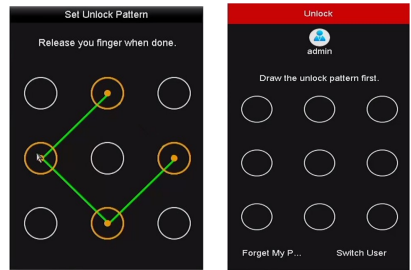 Set Unlock Pattern
Release you finger when done.
Unlock
admin
Draw the unlock pattern first.
Forget My P...
Switch User